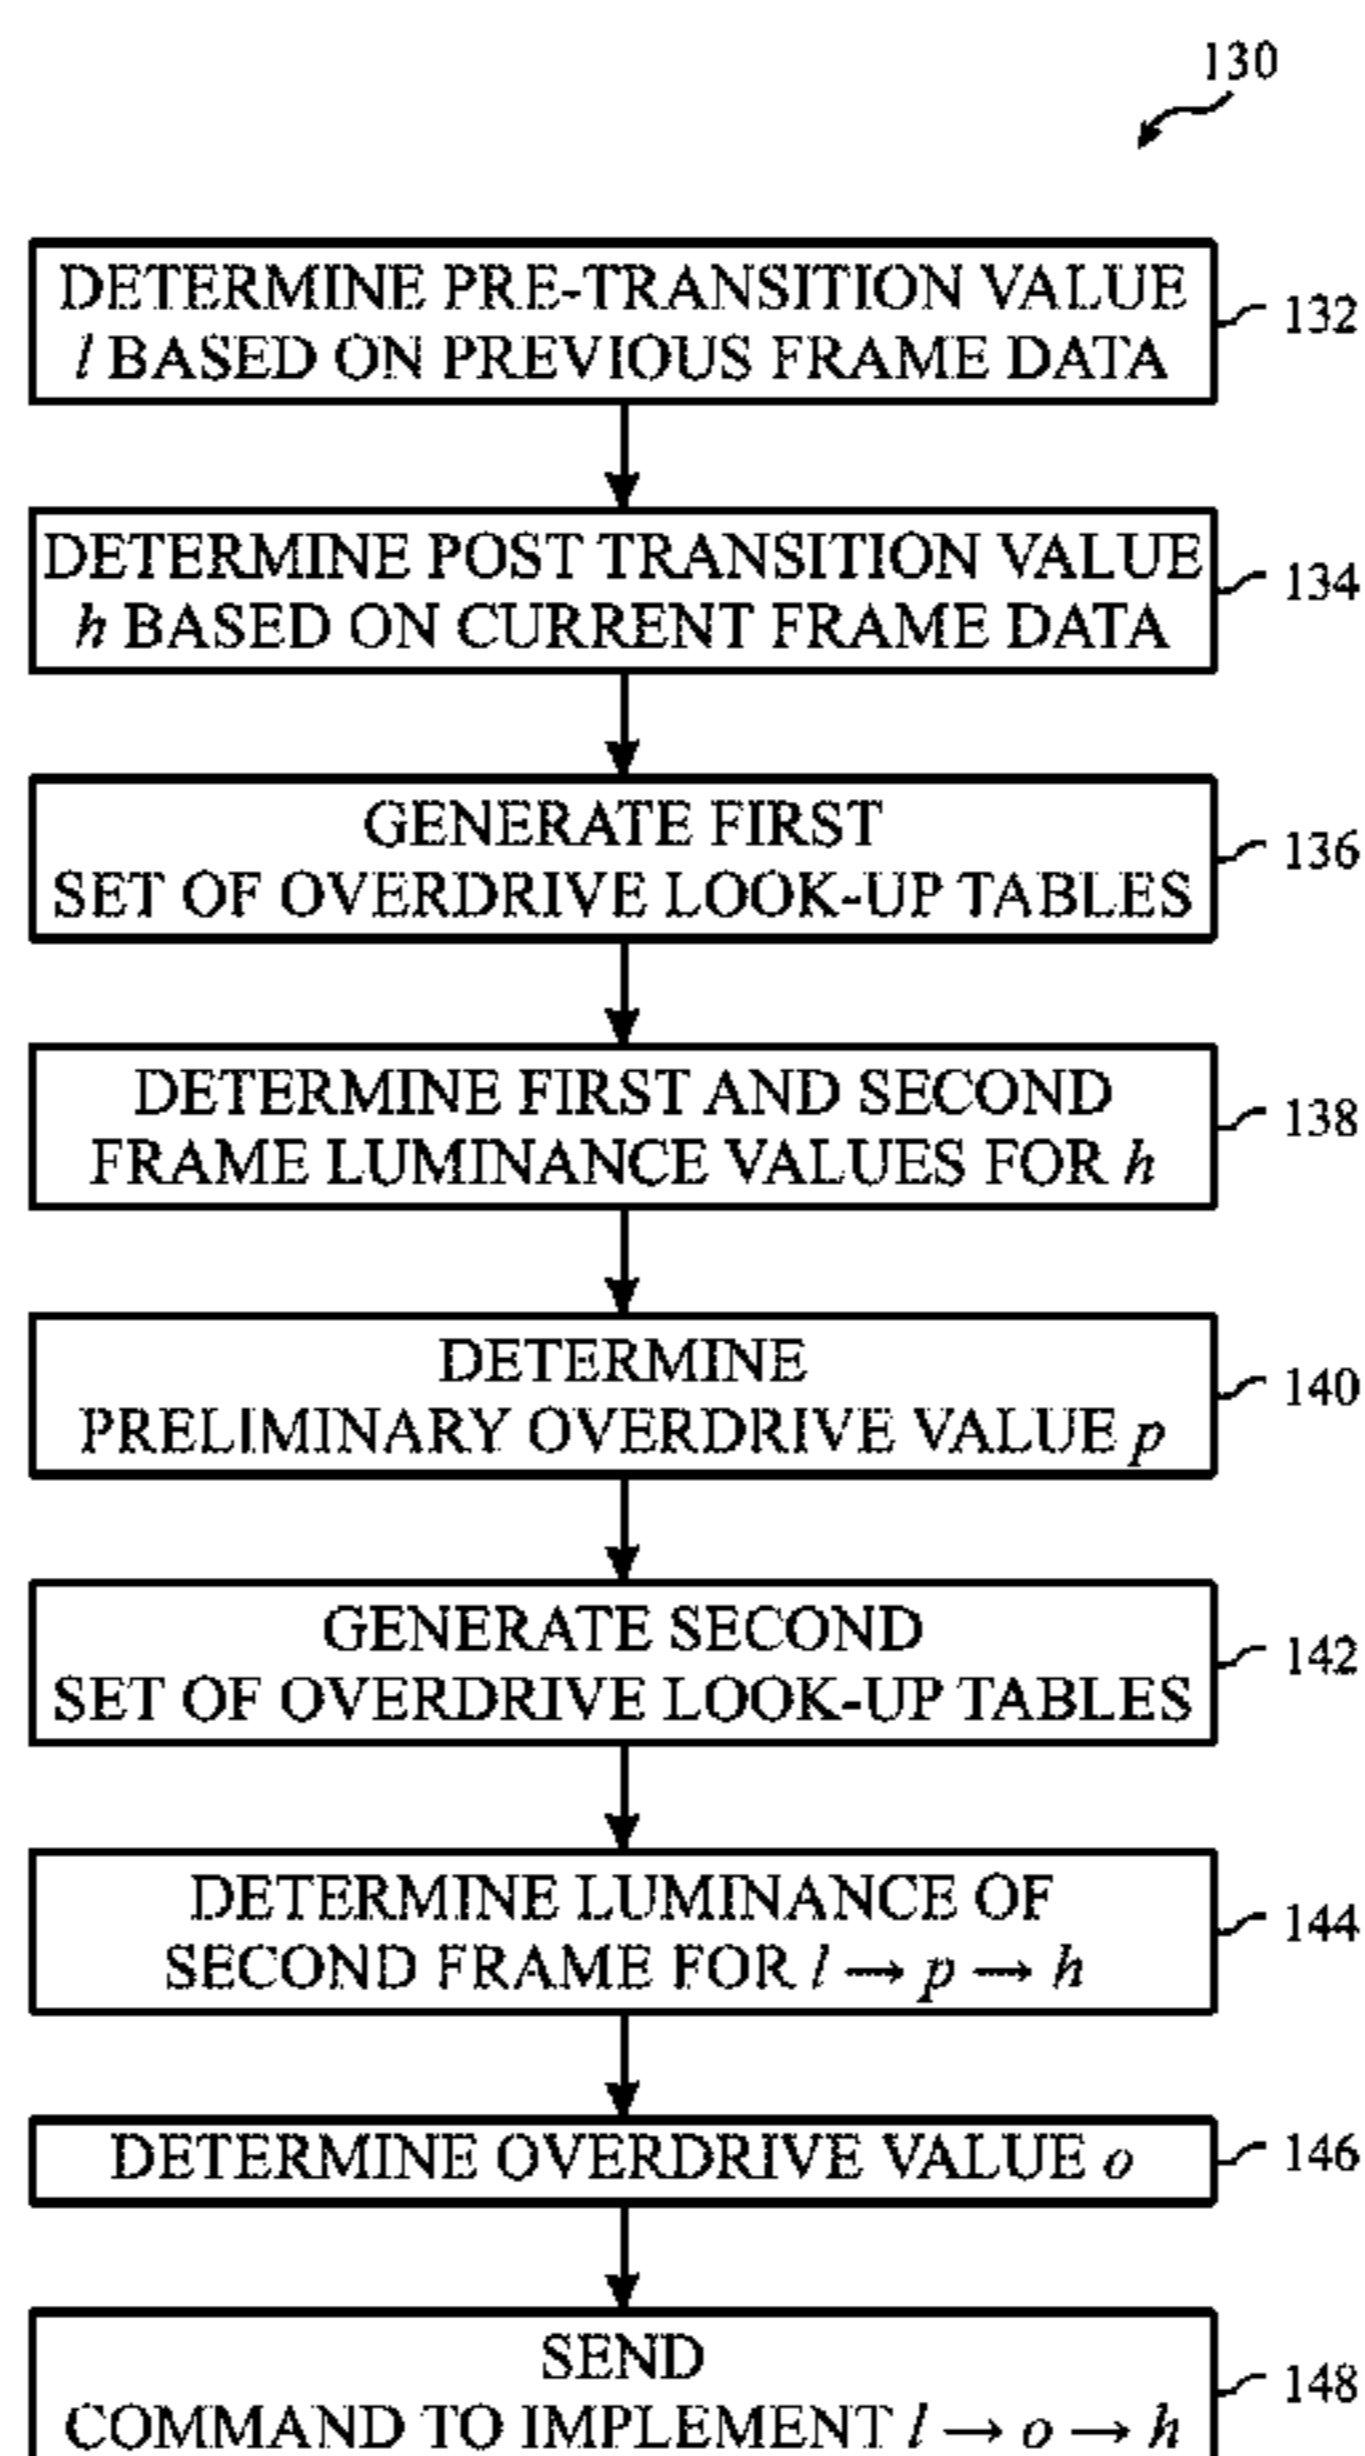 130
DETERMINE PRE-TRANSITION VALUE
l BASED ON PREVIOUS FRAME DATA
132
DETERMINE POST TRANSITION VALUE
h BASED ON CURRENT FRAME DATA
134
GENERATE FIRST
SET OF OVERDRIVE LOOK-UP TABLES
136
DETERMINE FIRST AND SECOND
FRAME LUMINANCE VALUES FOR h
138
DETERMINE
PRELIMINARY OVERDRIVE VALUE p
140
GENERATE SECOND
SET OF OVERDRIVE LOOK-UP TABLES
142
DETERMINE LUMINANCE OF
SECOND FRAME FOR l → p → h
144
DETERMINE OVERDRIVE VALUE o
146
SEND
COMMAND TO IMPLEMENT l → o → h
148